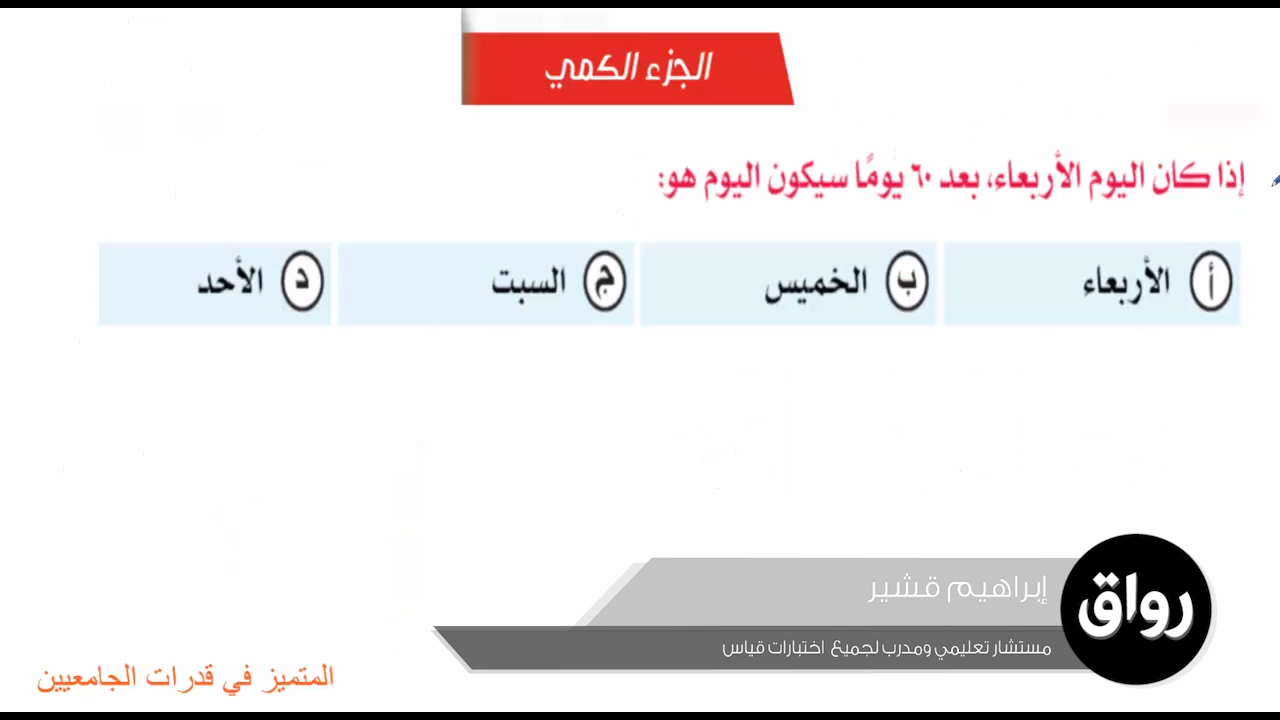 الجزء الكمي
إذا كان اليوم الأربعاء، بعد ٦٠ يومًا سيكون اليوم هو:
أ الأربعاء ب الخميس ج السبت د الأحد
إبراهيم قشير
رواق
مستشار تعليمي ومدرب لجميع اختبارات قياس
المتميز في قدرات الجامعيين